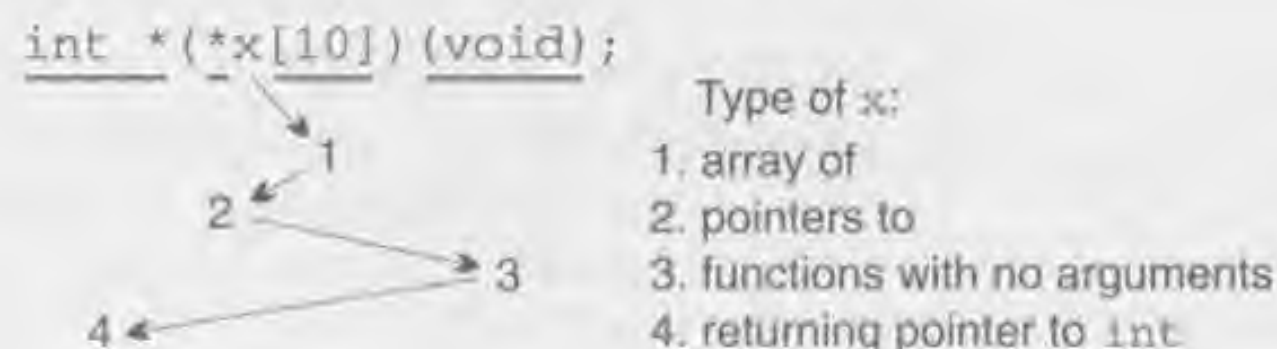 int *(*x[10])(void);
Type of x:
1
1. array of
2
2. pointers to
3
3. functions with no arguments
4
4. returning pointer to int